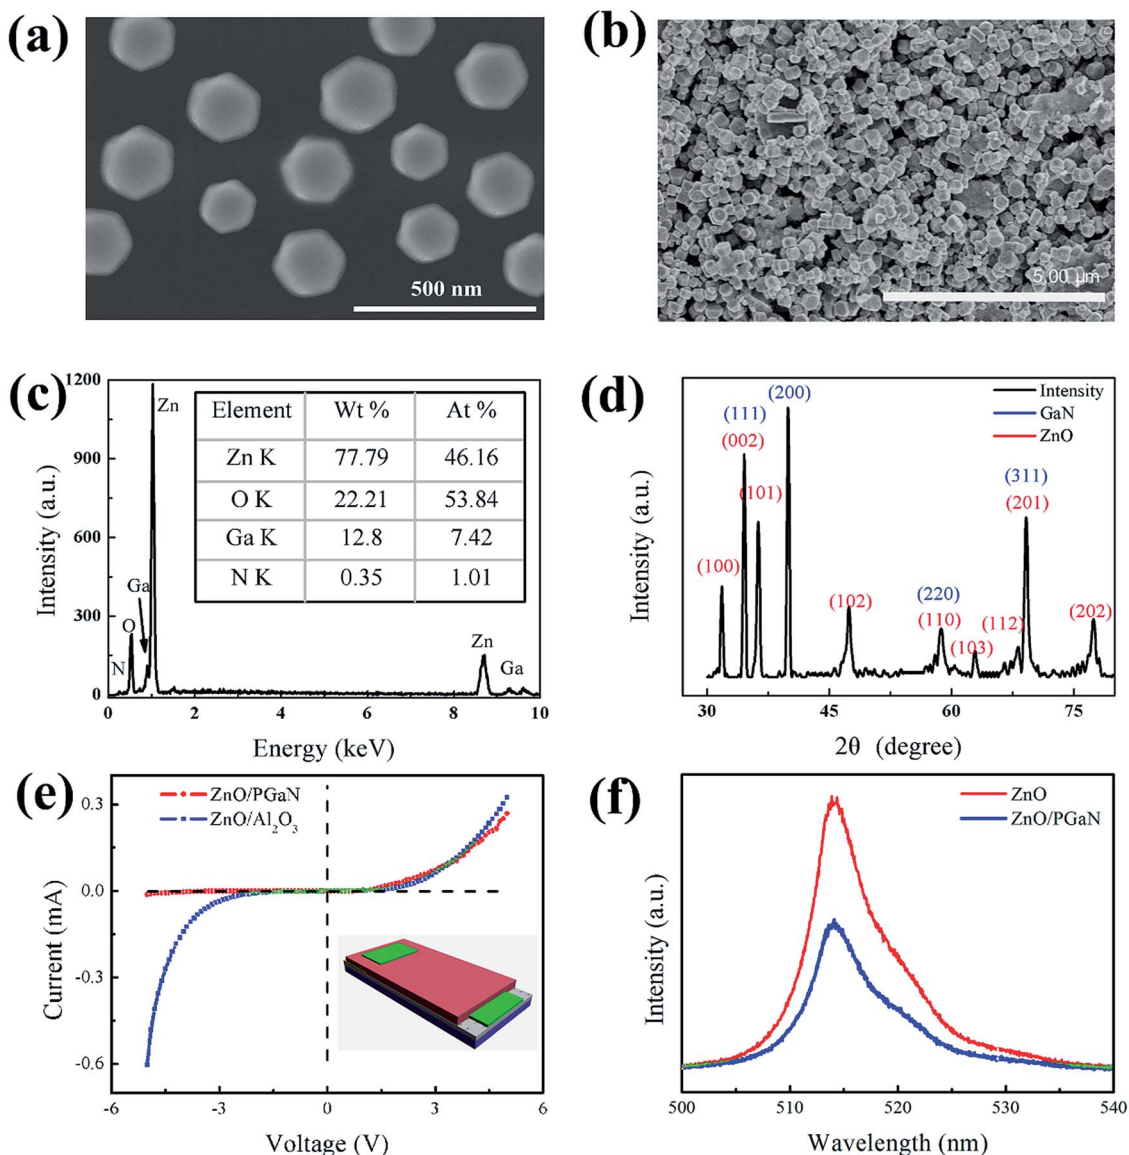 (a)
500 nm
(b)
5.00 μm
(c)
Intensity (a.u.)
1200
900
600
300
0
Zn
Ga
O
N
Zn
Ga
Element Wt % At %
Zn K 77.79 46.16
O K 22.21 53.84
Ga K 12.8 7.42
N K 0.35 1.01
0 2 4 6 8 10
Energy (keV)
(d)
Intensity (a.u.)
Intensity
GaN
ZnO
(200)
(111)
(002)
(101)
(100)
(102)
(220)
(110)
(103)
(112)
(311)
(201)
(202)
30 45 60 75
2θ (degree)
(e)
Current (mA)
ZnO/PGaN
ZnO/Al₂O₃
0.3
0.0
-0.3
-0.6
-6 -3 0 3 6
Voltage (V)
(f)
Intensity (a.u.)
ZnO
ZnO/PGaN
500 510 520 530 540
Wavelength (nm)